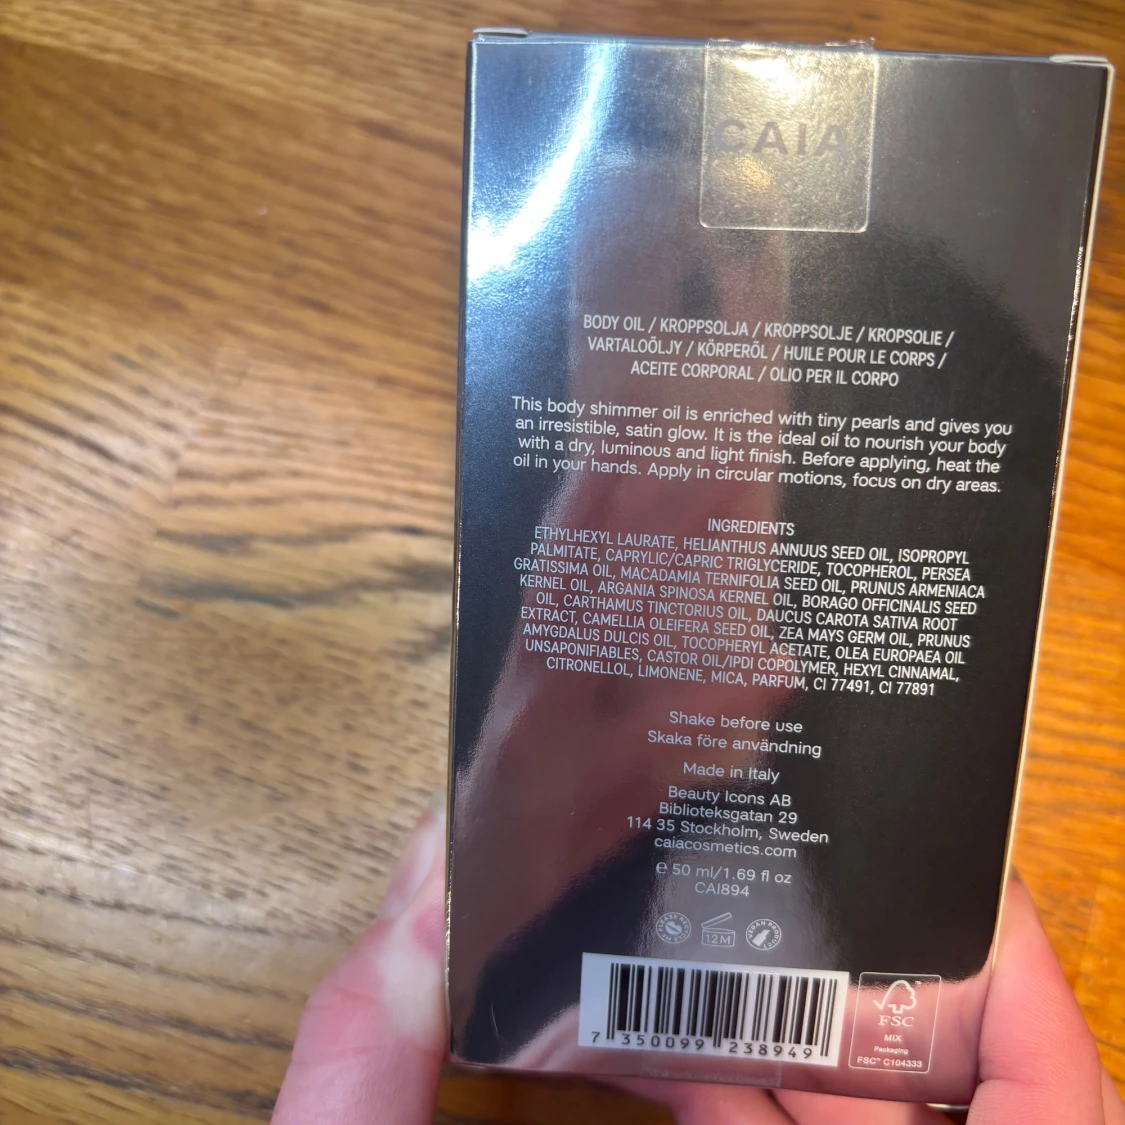 CAIA
BODY OIL / KROPPSOLJA / KROPPSOLJE / KROPSOLIE /
VARTALOÖLJY / KÖRPERÖL / HUILE POUR LE CORPS /
ACEITE CORPORAL / OLIO PER IL CORPO
This body shimmer oil is enriched with tiny pearls and gives you
an irresistible, satin glow. It is the ideal oil to nourish your body
with a dry, luminous and light finish. Before applying, heat the
oil in your hands. Apply in circular motions, focus on dry areas.
INGREDIENTS
ETHYLHEXYL LAURATE, HELIANTHUS ANNUUS SEED OIL, ISOPROPYL
PALMITATE, CAPRYLIC/CAPRIC TRIGLYCERIDE, TOCOPHEROL, PERSEA
GRATISSIMA OIL, MACADAMIA TERNIFOLIA SEED OIL, PRUNUS ARMENIACA
KERNEL OIL, ARGANIA SPINOSA KERNEL OIL, BORAGO OFFICINALIS SEED
OIL, CARTHAMUS TINCTORIUS OIL, DAUCUS CAROTA SATIVA ROOT
EXTRACT, CAMELLIA OLEIFERA SEED OIL, ZEA MAYS GERM OIL, PRUNUS
AMYGDALUS DULCIS OIL, TOCOPHERYL ACETATE, OLEA EUROPAEA OIL
UNSAPONIFIABLES, CASTOR OIL/IPDI COPOLYMER, HEXYL CINNAMAL,
CITRONELLOL, LIMONENE, MICA, PARFUM, CI 77491, CI 77891
Shake before use
Skaka före användning
Made in Italy
Beauty Icons AB
Biblioteksgatan 29
114 35 Stockholm, Sweden
caiacosmetics.com
℮ 50 ml/1.69 fl oz
CAI894
PLEASE RECYCLE ME
12M
VEGAN PRODUCT
7 350099 238949
FSC
MIX
Packaging
FSC™ C104333